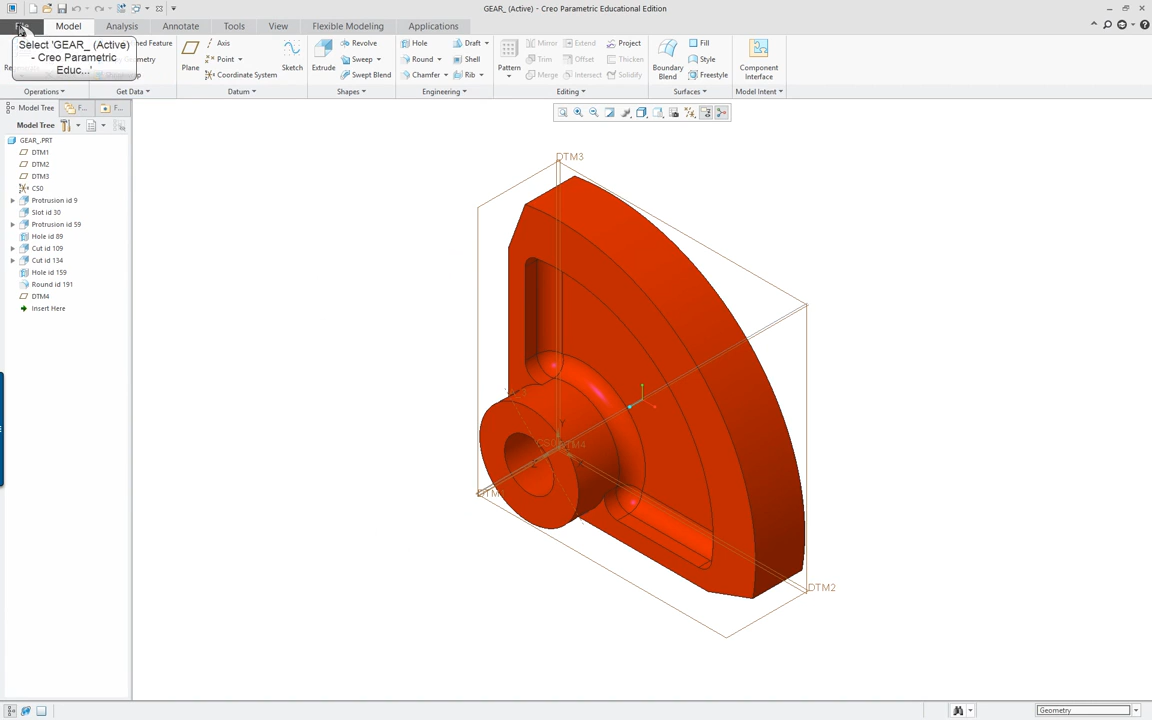 GEAR_ (Active) - Creo Parametric Educational Edition
File Model Analysis Annotate Tools View Flexible Modeling Applications
Select 'GEAR_ (Active)
- Creo Parametric
Educ...'
Plane
Axis
Point
Coordinate System
Sketch
Extrude
Revolve
Sweep
Swept Blend
Hole
Round
Chamfer
Draft
Shell
Rib
Pattern
Mirror
Trim
Merge
Extend
Offset
Intersect
Project
Thicken
Solidify
Boundary
Blend
Fill
Style
Freestyle
Component
Interface
Operations Get Data Datum Shapes Engineering Editing Surfaces Model Intent
Model Tree F... F...
Model Tree
GEAR_.PRT
DTM1
DTM2
DTM3
CS0
Protrusion id 9
Slot id 30
Protrusion id 59
Hole id 89
Cut id 109
Cut id 134
Hole id 159
Round id 191
DTM4
Insert Here
DTM3
DTM2
Geometry